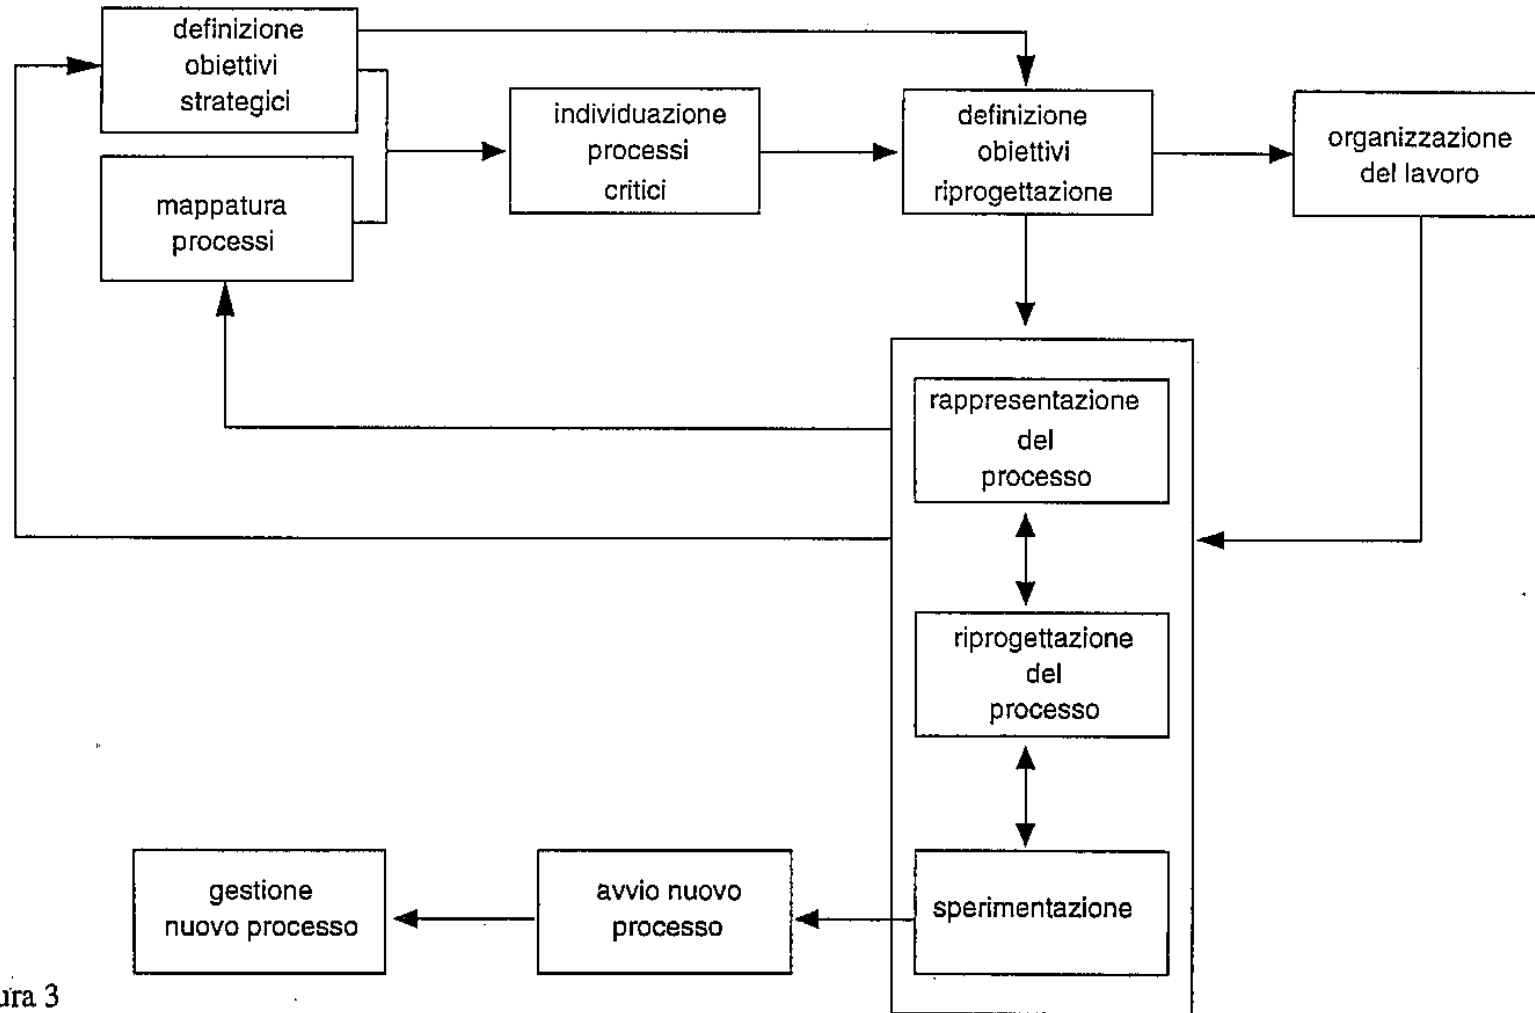 definizione
obiettivi
strategici
mappatura
processi
individuazione
processi
critici
definizione
obiettivi
riprogettazione
organizzazione
del lavoro
rappresentazione
del
processo
riprogettazione
del
processo
sperimentazione
avvio nuovo
processo
gestione
nuovo processo
ura 3